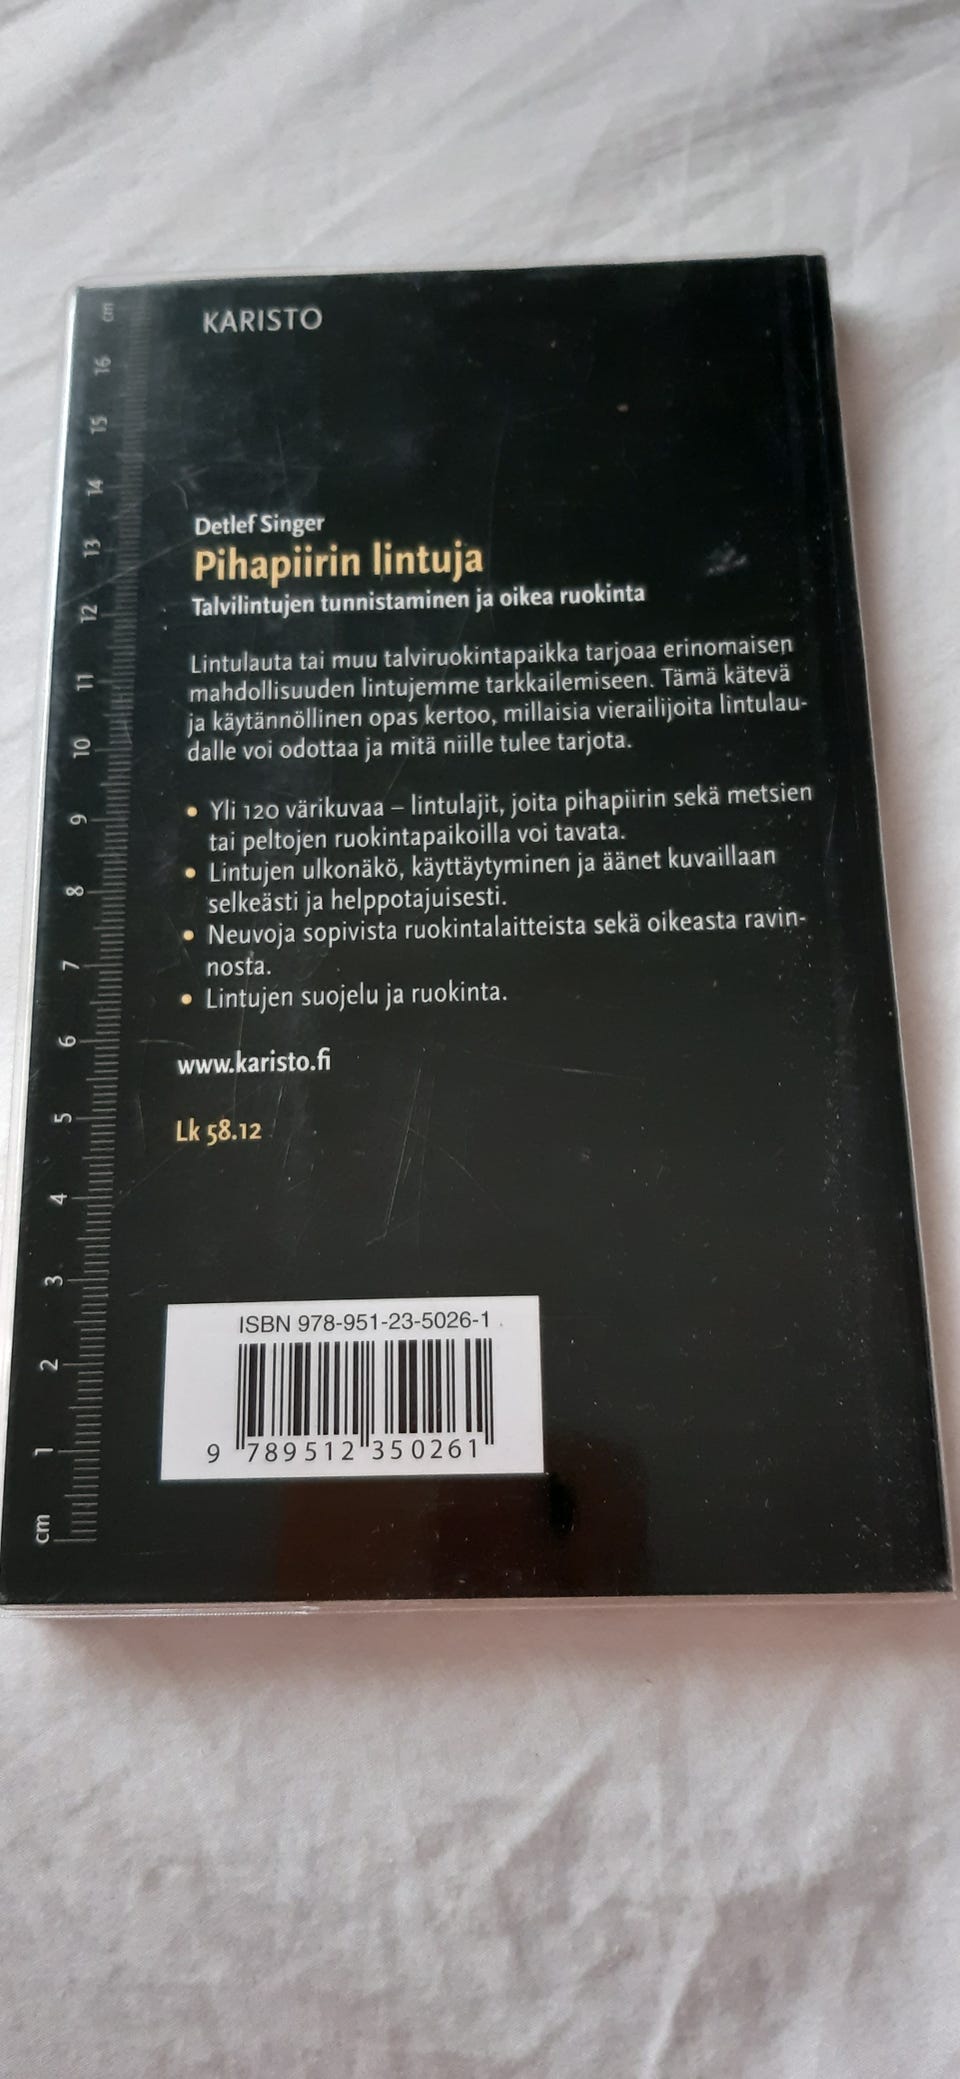 KARISTO
Detlef Singer
Pihapiirin lintuja
Talvilintujen tunnistaminen ja oikea ruokinta
Lintulauta tai muu talviruokintapaikka tarjoaa erinomaisen
mahdollisuuden lintujemme tarkkailemiseen. Tämä kätevä
ja käytännöllinen opas kertoo, millaisia vierailijoita lintulau-
dalle voi odottaa ja mitä niille tulee tarjota.
• Yli 120 värikuvaa – lintulajit, joita pihapiirin sekä metsien
tai peltojen ruokintapaikoilla voi tavata.
• Lintujen ulkonäkö, käyttäytyminen ja äänet kuvaillaan
selkeästi ja helppotajuisesti.
• Neuvoja sopivista ruokintalaitteista sekä oikeasta ravin-
nosta.
• Lintujen suojelu ja ruokinta.
www.karisto.fi
Lk 58.12
ISBN 978-951-23-5026-1
9 789512 350261
cm 1 2 3 4 5 6 7 8 9 10 11 12 13 14 15 16 cm